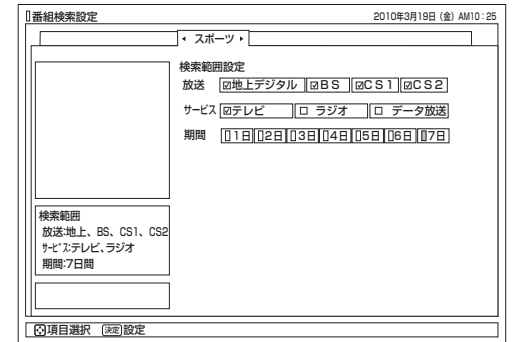 番組検索設定 2010年3月19日（金）AM10：25
スポーツ
検索範囲設定
放送 ☑地上デジタル ☑BS ☑CS1 ☑CS2
サービス ☑テレビ □ ラジオ □ データ放送
期間 1日 2日 3日 4日 5日 6日 7日
検索範囲
放送:地上、BS、CS1、CS2
サービス:テレビ、ラジオ
期間:7日間
項目選択 決定 設定